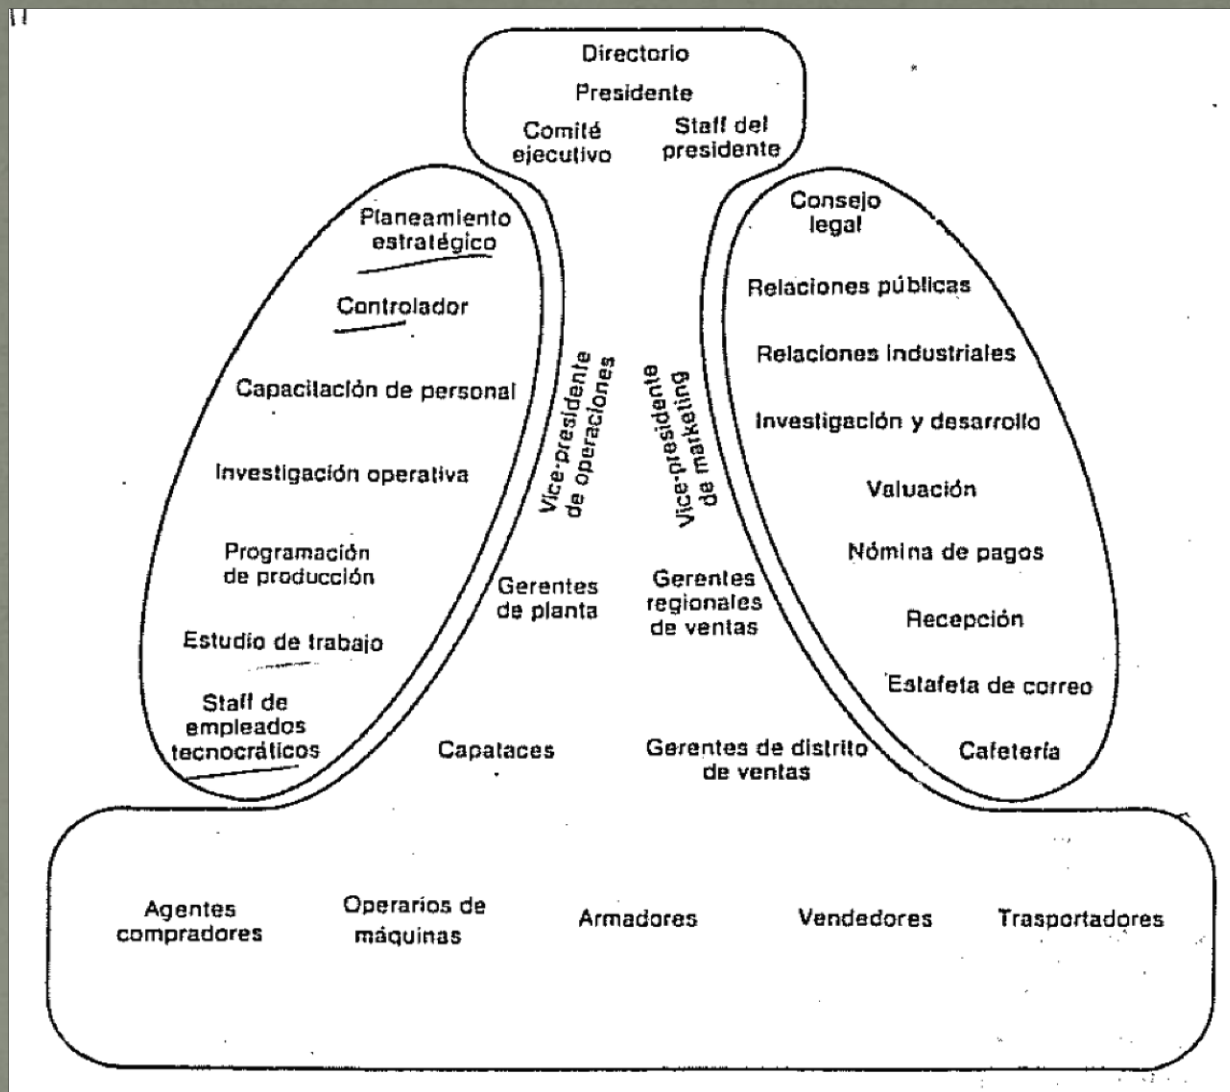 Directorio
Presidente
Comité
ejecutivo
Staff del
presidente
Planeamiento
estratégico
Controlador
Capacitación de personal
Investigación operativa
Programación
de producción
Estudio de trabajo
Staff de
empleados
tecnocráticos
Vice-presidente
de operaciones
Gerentes
de planta
Capataces
Vice-presidente
de marketing
Gerentes
regionales
de ventas
Gerentes de distrito
de ventas
Consejo
legal
Relaciones públicas
Relaciones industriales
Investigación y desarrollo
Valuación
Nómina de pagos
Recepción
Estafeta de correo
Cafetería
Agentes
compradores
Operarios de
máquinas
Armadores
Vendedores
Trasportadores